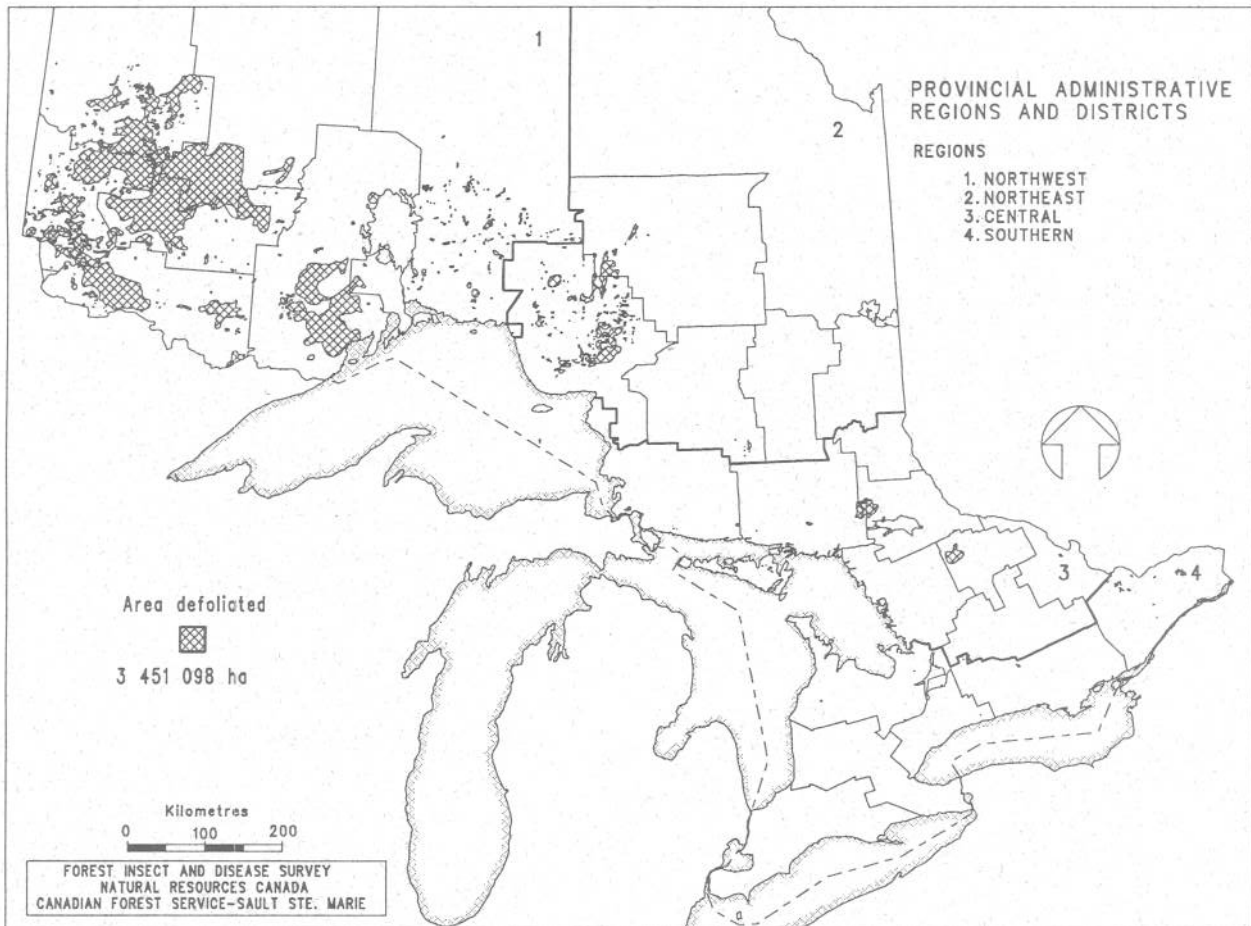 1
2
PROVINCIAL ADMINISTRATIVE
REGIONS AND DISTRICTS
REGIONS
1. NORTHWEST
2. NORTHEAST
3. CENTRAL
4. SOUTHERN
3
4
Area defoliated
3 451 098 ha
Kilometres
0 100 200
FOREST INSECT AND DISEASE SURVEY
NATURAL RESOURCES CANADA
CANADIAN FOREST SERVICE-SAULT STE. MARIE